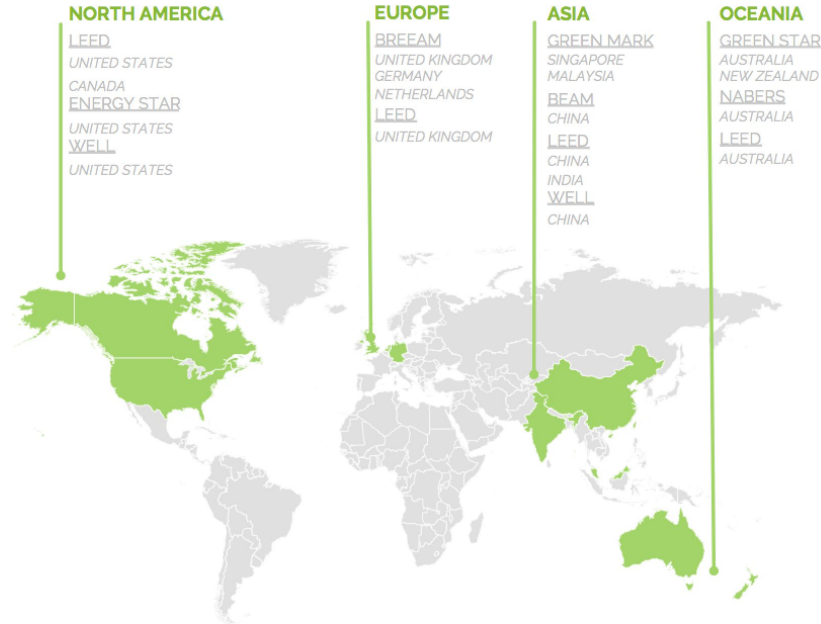 NORTH AMERICA
LEED
UNITED STATES
CANADA
ENERGY STAR
UNITED STATES
WELL
UNITED STATES
EUROPE
BREEAM
UNITED KINGDOM
GERMANY
NETHERLANDS
LEED
UNITED KINGDOM
ASIA
GREEN MARK
SINGAPORE
MALAYSIA
BEAM
CHINA
LEED
CHINA
INDIA
WELL
CHINA
OCEANIA
GREEN STAR
AUSTRALIA
NEW ZEALAND
NABERS
AUSTRALIA
LEED
AUSTRALIA